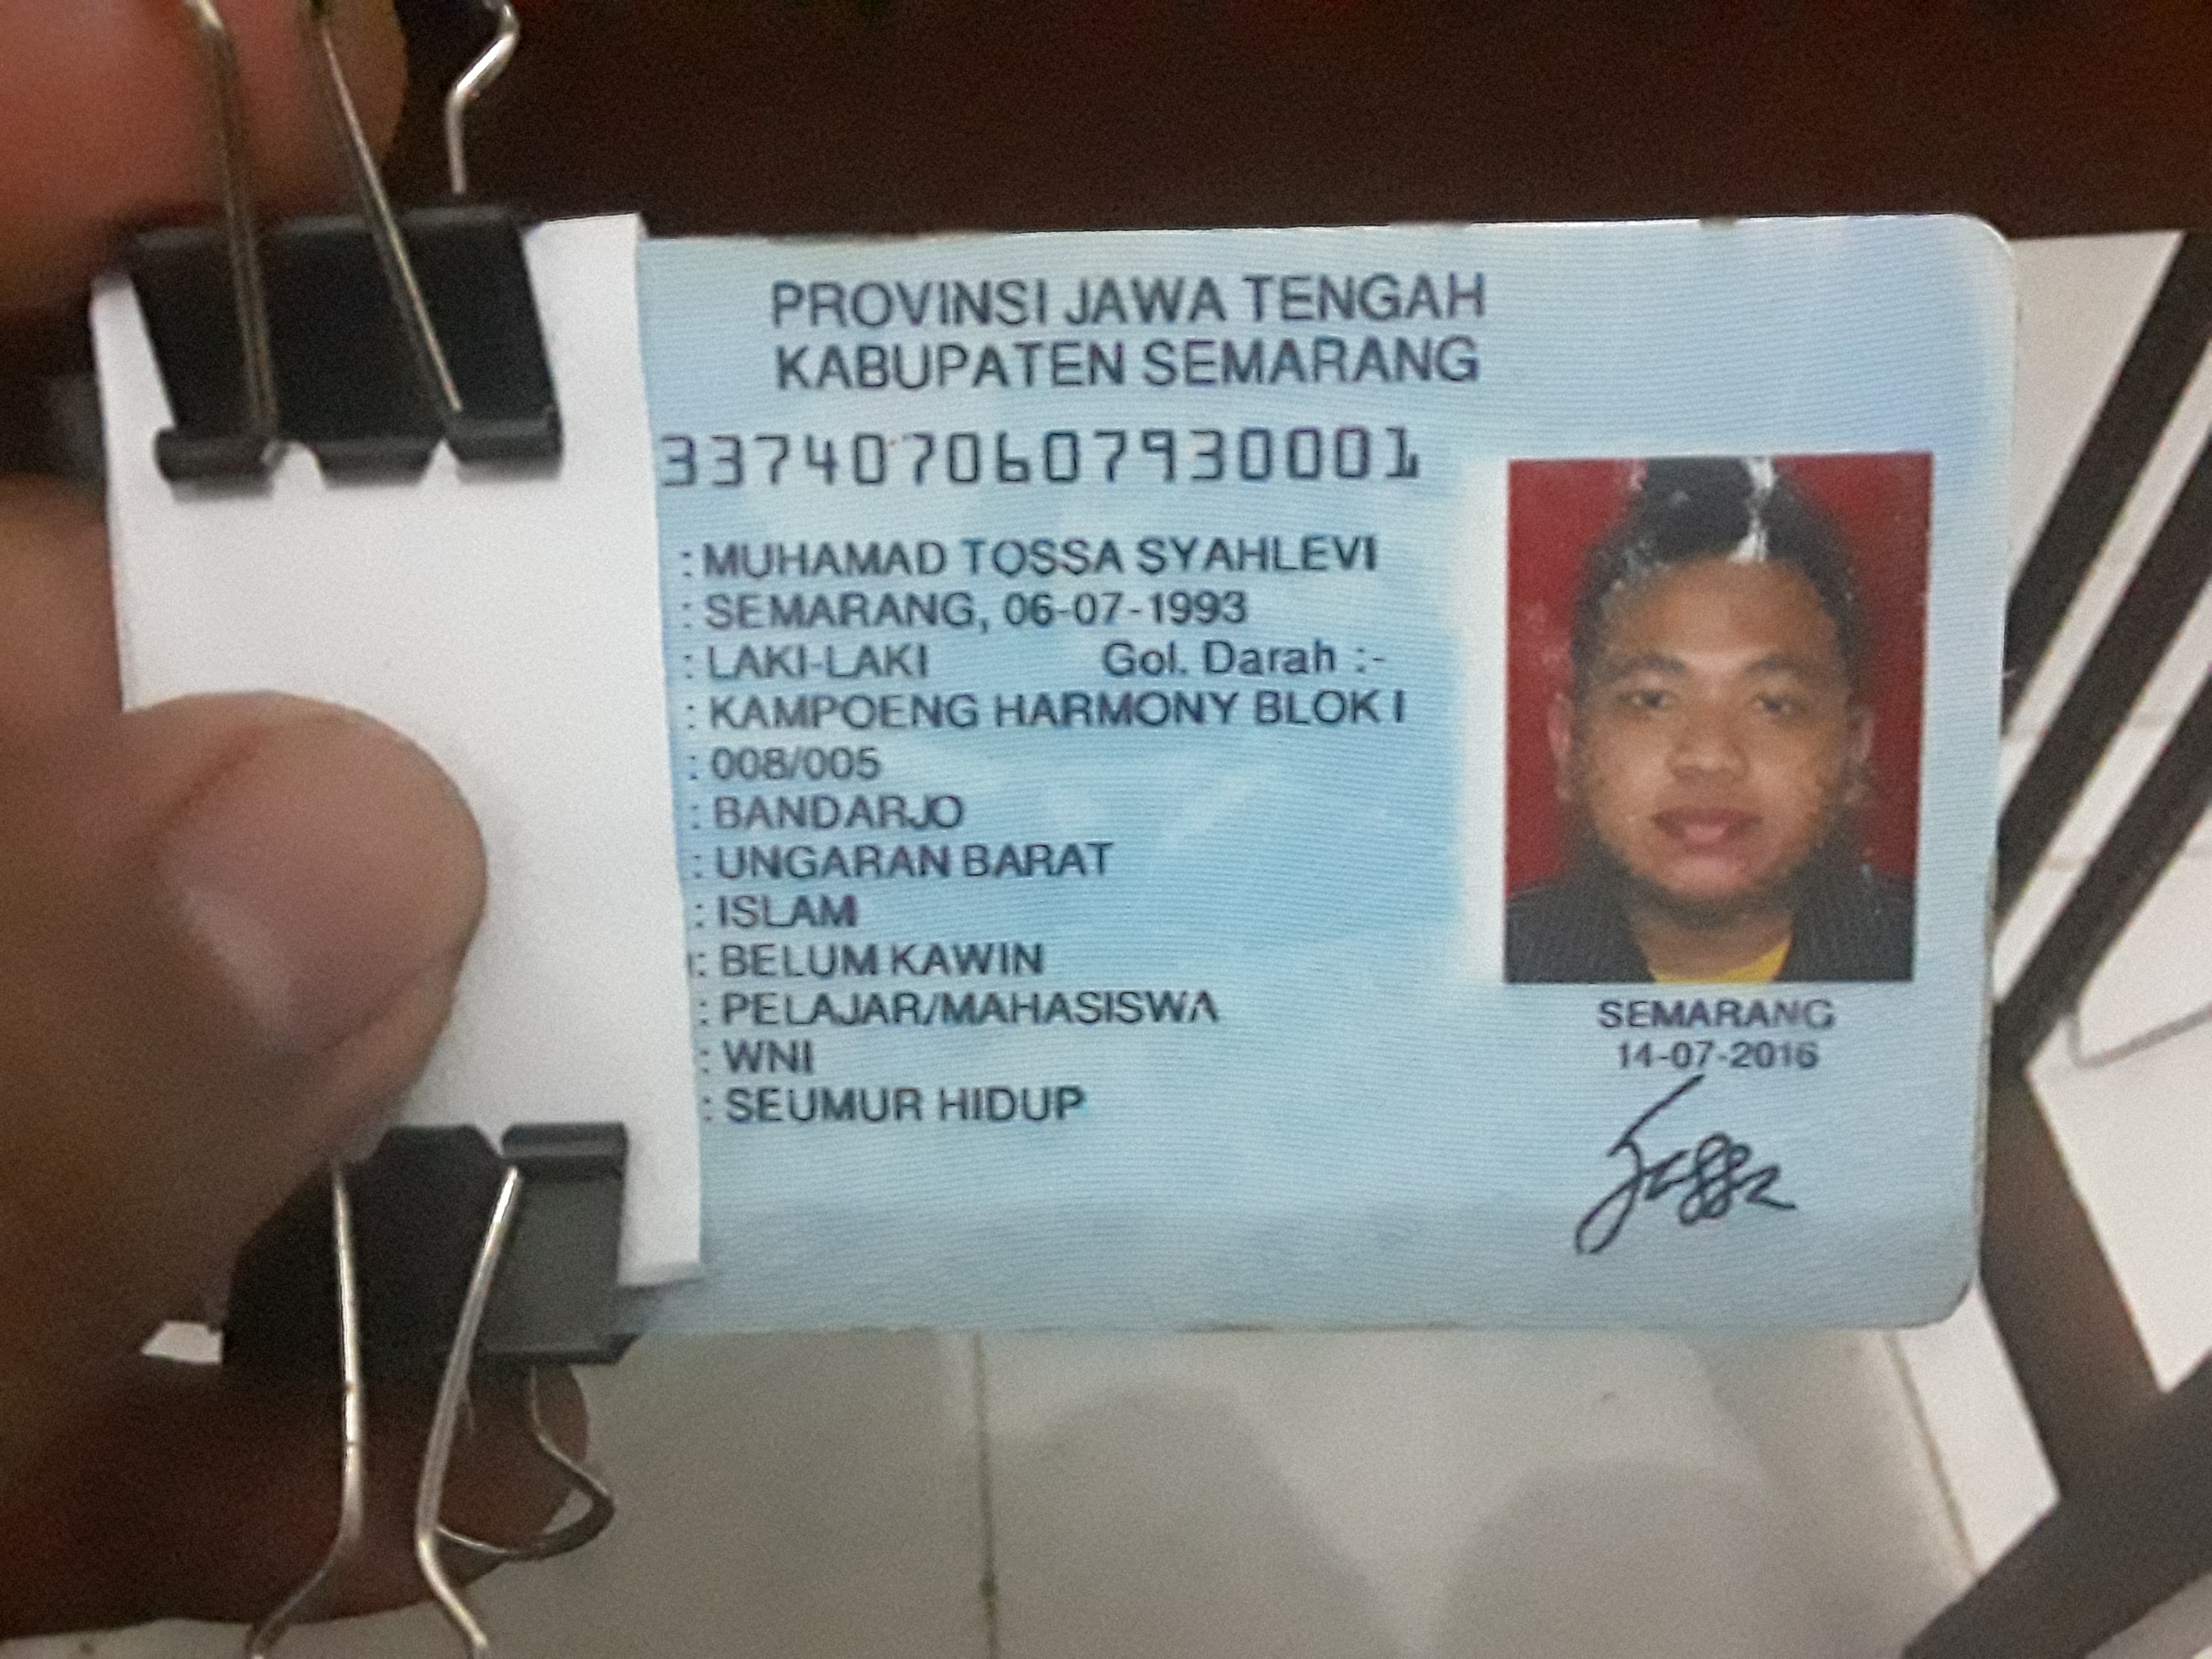 PROVINSI JAWA TENGAH
KABUPATEN SEMARANG
3374070607930001
: MUHAMAD TOSSA SYAHLEVI
: SEMARANG, 06-07-1993
: LAKI-LAKI Gol. Darah :-
: KAMPOENG HARMONY BLOK I
: 008/005
: BANDARJO
: UNGARAN BARAT
: ISLAM
: BELUM KAWIN
: PELAJAR/MAHASISWA
: WNI
: SEUMUR HIDUP
SEMARANG
14-07-2016
Tossa